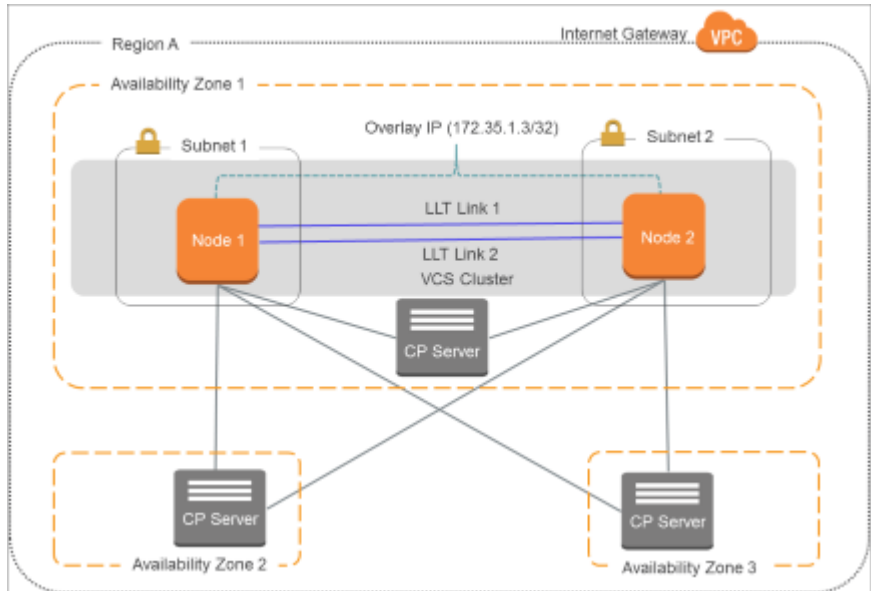 Region A
Internet Gateway
VPC
Availability Zone 1
Overlay IP (172.35.1.3/32)
Subnet 1
Subnet 2
Node 1
LLT Link 1
Node 2
LLT Link 2
VCS Cluster
CP Server
CP Server
CP Server
Availability Zone 2
Availability Zone 3